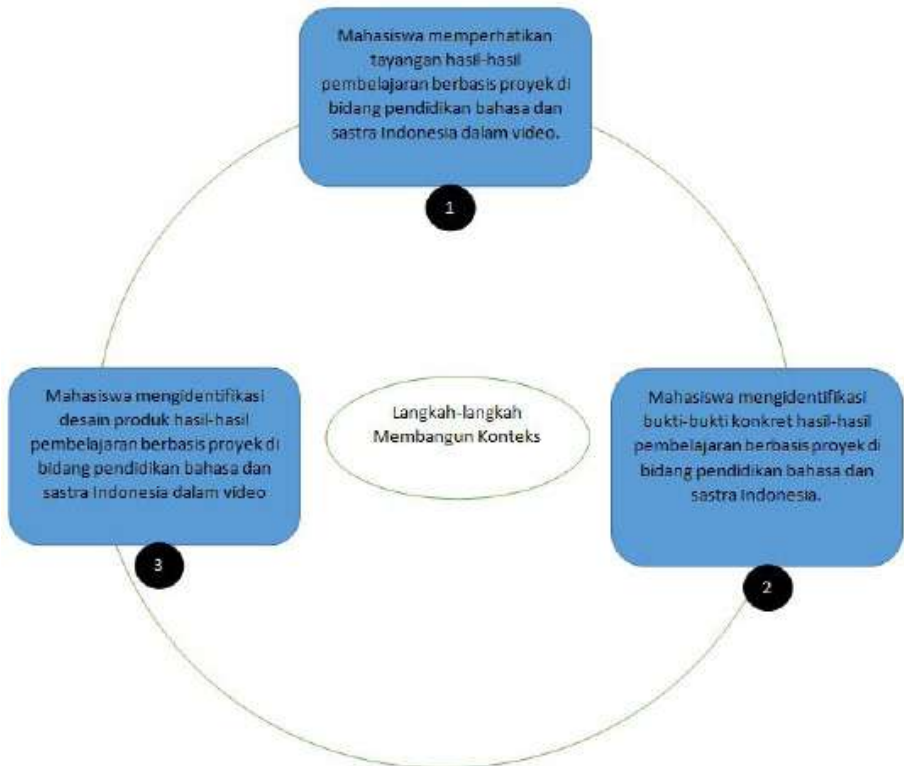 Mahasiswa memperhatikan
tayangan hasil-hasil
pembelajaran berbasis proyek di
bidang pendidikan bahasa dan
sastra Indonesia dalam video.
1
Mahasiswa mengidentifikasi
bukti-bukti konkret hasil-hasil
pembelajaran berbasis proyek di
bidang pendidikan bahasa dan
sastra Indonesia.
2
Mahasiswa mengidentifikasi
desain produk hasil-hasil
pembelajaran berbasis proyek di
bidang pendidikan bahasa dan
sastra Indonesia dalam video
3
Langkah-langkah
Membangun Konteks